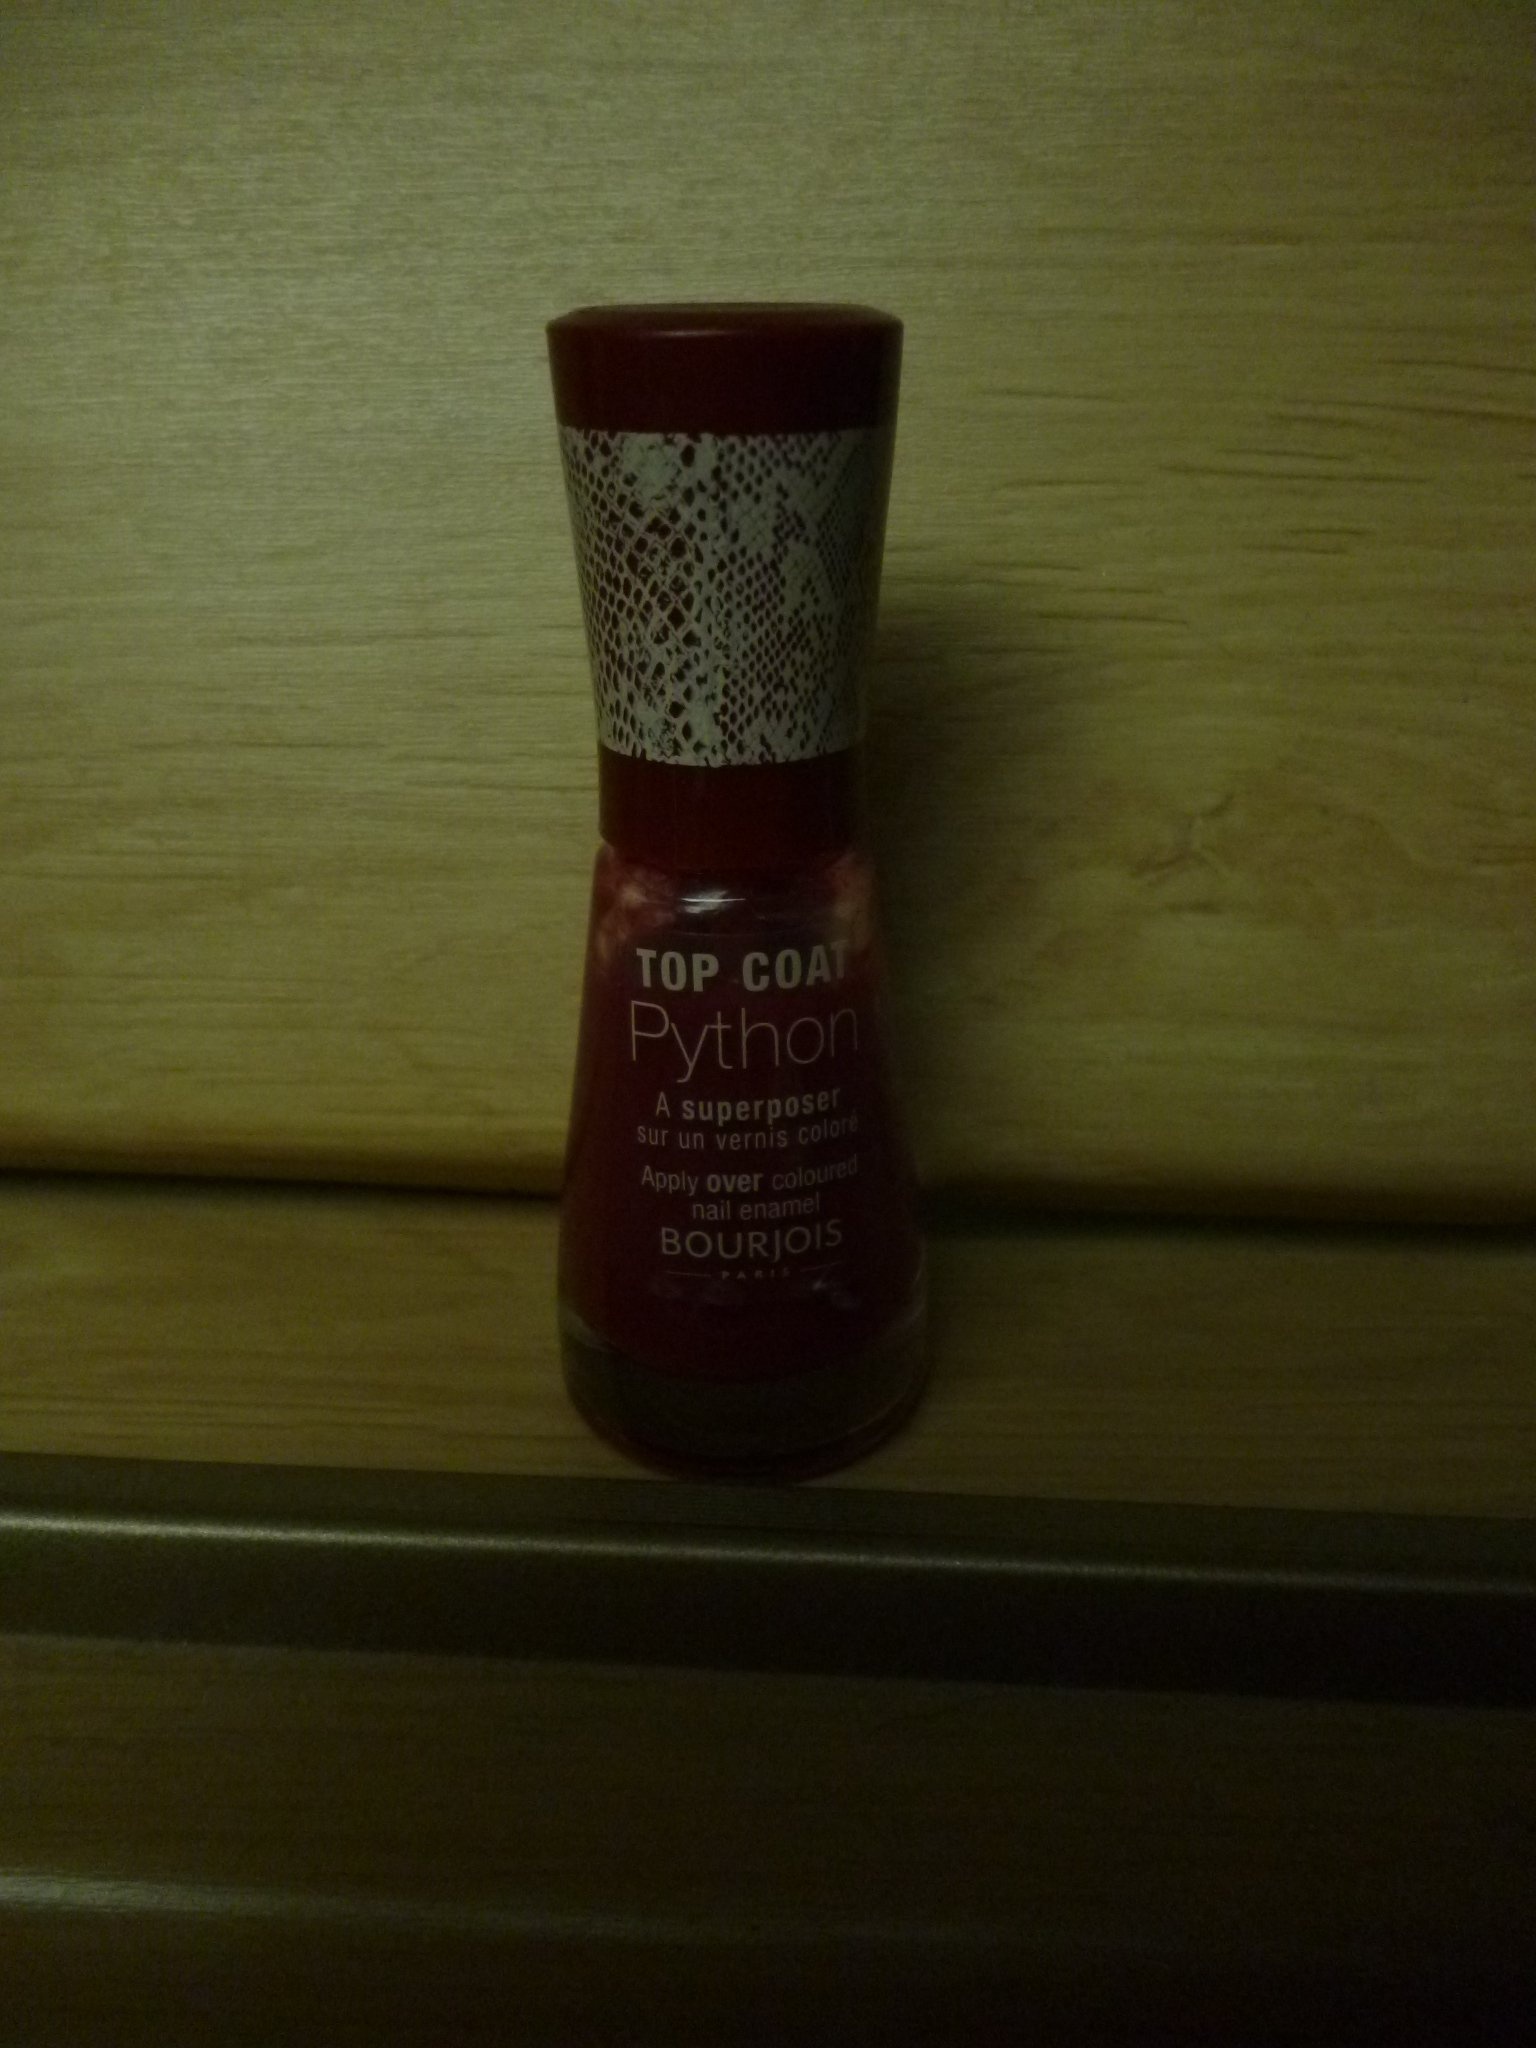 TOP COAT
Python
A superposer
sur un vernis coloré
Apply over coloured
nail enamel
BOURJOIS
PARIS